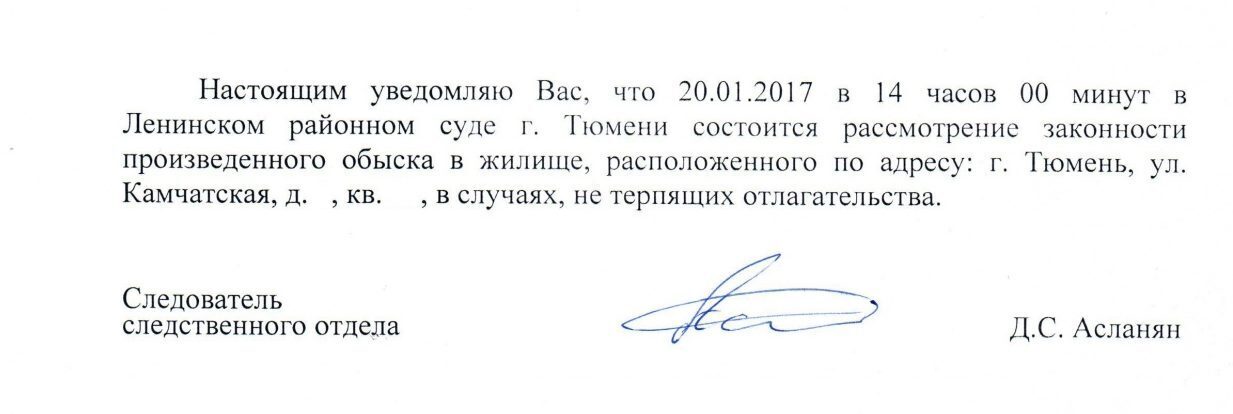 Настоящим уведомляю Вас, что 20.01.2017 в 14 часов 00 минут в
Ленинском районном суде г. Тюмени состоится рассмотрение законности
произведенного обыска в жилище, расположенного по адресу: г. Тюмень, ул.
Камчатская, д. , кв. , в случаях, не терпящих отлагательства.
Следователь
следственного отдела
Д.С. Асланян